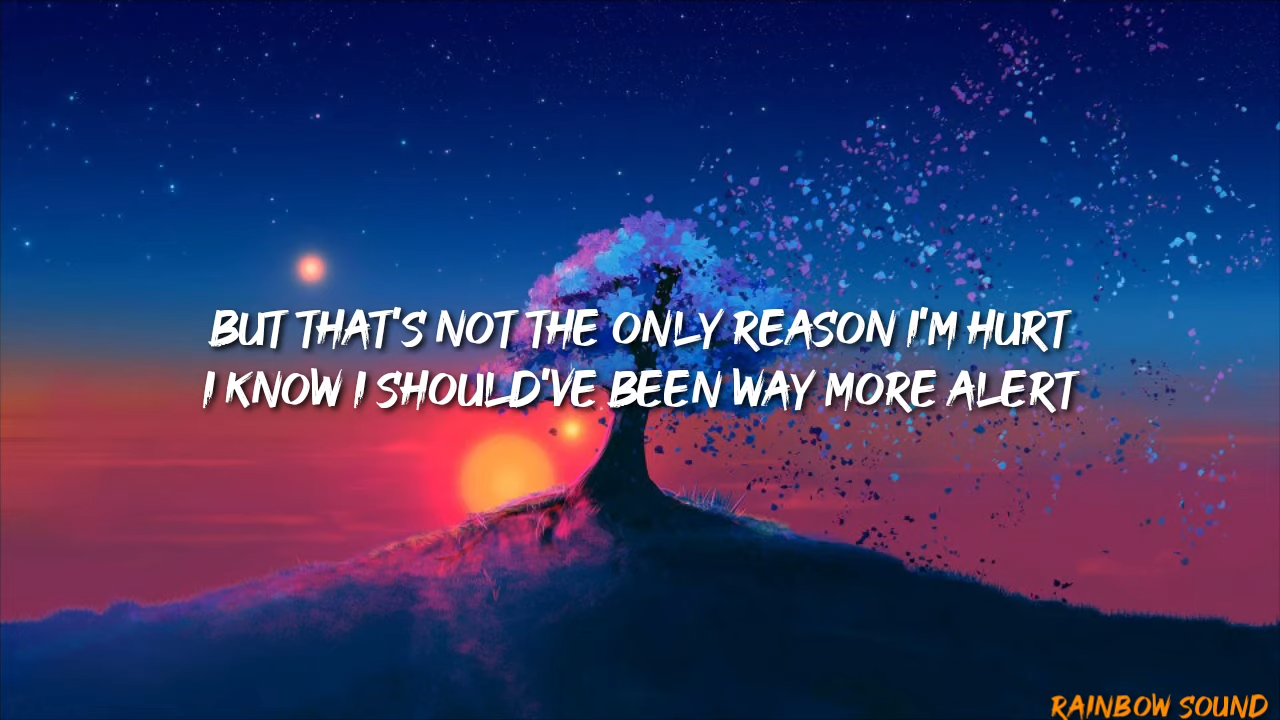 BUT THAT'S NOT THE ONLY REASON I'M HURT
I KNOW I SHOULD'VE BEEN WAY MORE ALERT
RAINBOW SOUND